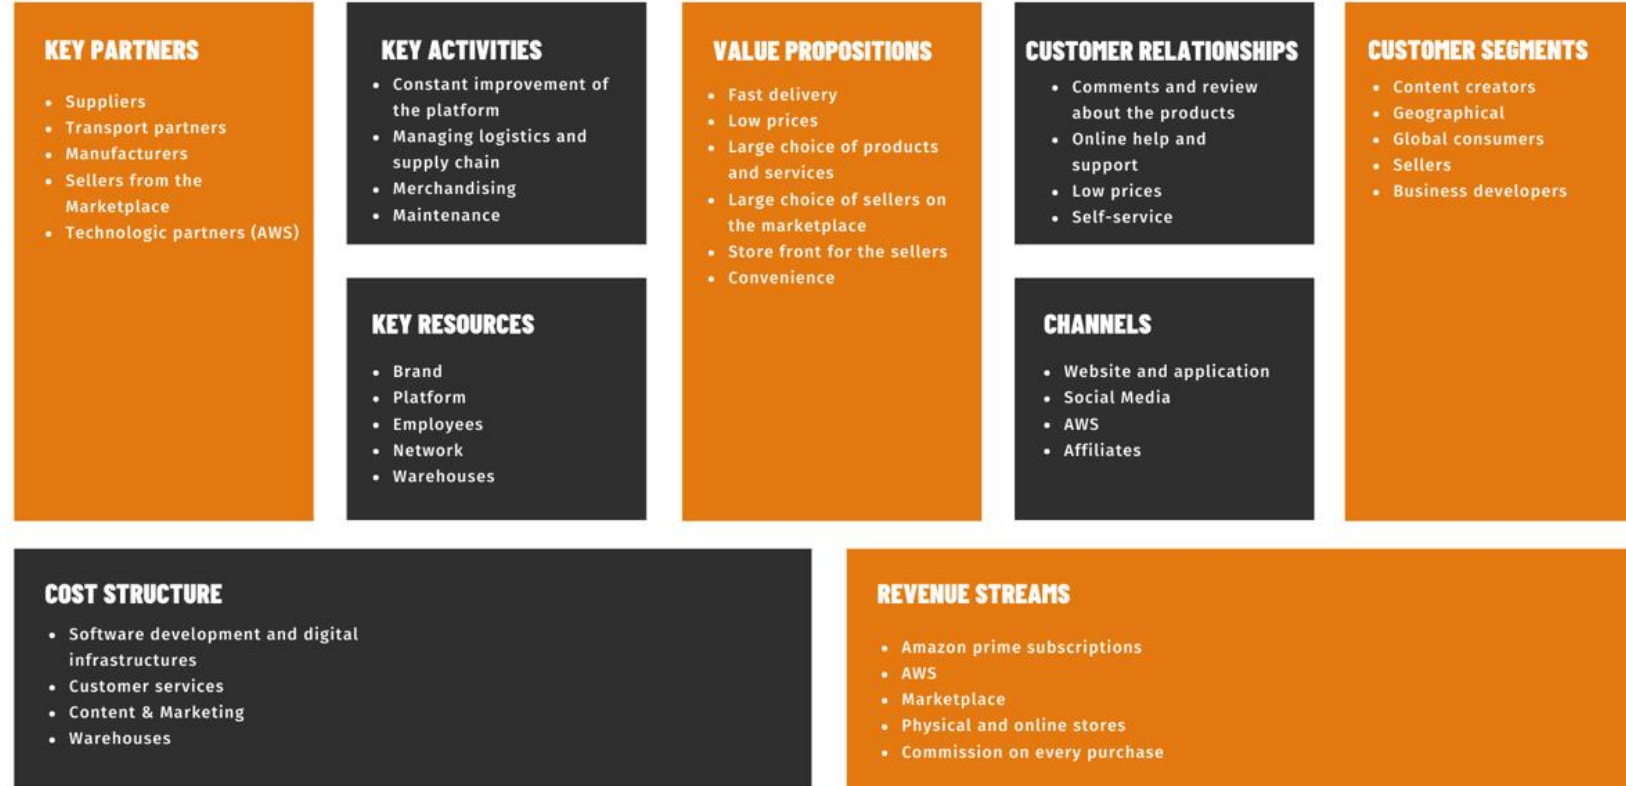 KEY PARTNERS
• Suppliers
• Transport partners
• Manufacturers
• Sellers from the
Marketplace
• Technologic partners (AWS)
KEY ACTIVITIES
• Constant improvement of
the platform
• Managing logistics and
supply chain
• Merchandising
• Maintenance
KEY RESOURCES
• Brand
• Platform
• Employees
• Network
• Warehouses
VALUE PROPOSITIONS
• Fast delivery
• Low prices
• Large choice of products
and services
• Large choice of sellers on
the marketplace
• Store front for the sellers
• Convenience
CUSTOMER RELATIONSHIPS
• Comments and review
about the products
• Online help and
support
• Low prices
• Self-service
CHANNELS
• Website and application
• Social Media
• AWS
• Affiliates
CUSTOMER SEGMENTS
• Content creators
• Geographical
• Global consumers
• Sellers
• Business developers
COST STRUCTURE
• Software development and digital
infrastructures
• Customer services
• Content & Marketing
• Warehouses
REVENUE STREAMS
• Amazon prime subscriptions
• AWS
• Marketplace
• Physical and online stores
• Commission on every purchase